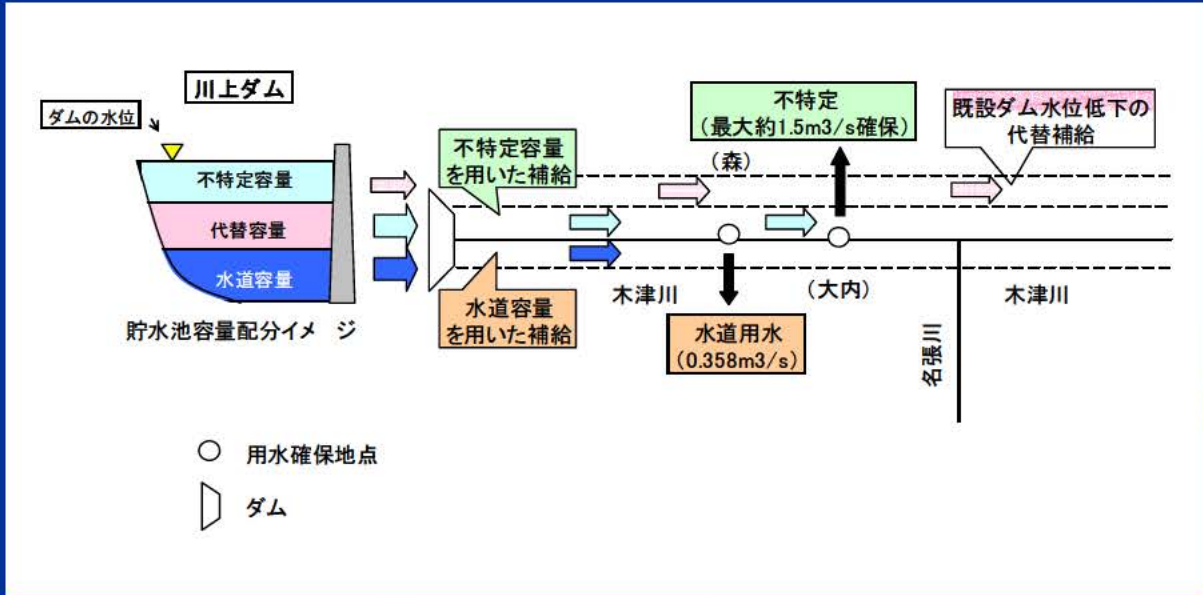 川上ダム
ダムの水位
不特定容量
代替容量
水道容量
貯水池容量配分イメージ
不特定容量
を用いた補給
水道容量
を用いた補給
木津川
(森)
水道用水
(0.358m3/s)
不特定
(最大約1.5m3/s確保)
(大内)
名張川
既設ダム水位低下の
代替補給
木津川
用水確保地点
ダム